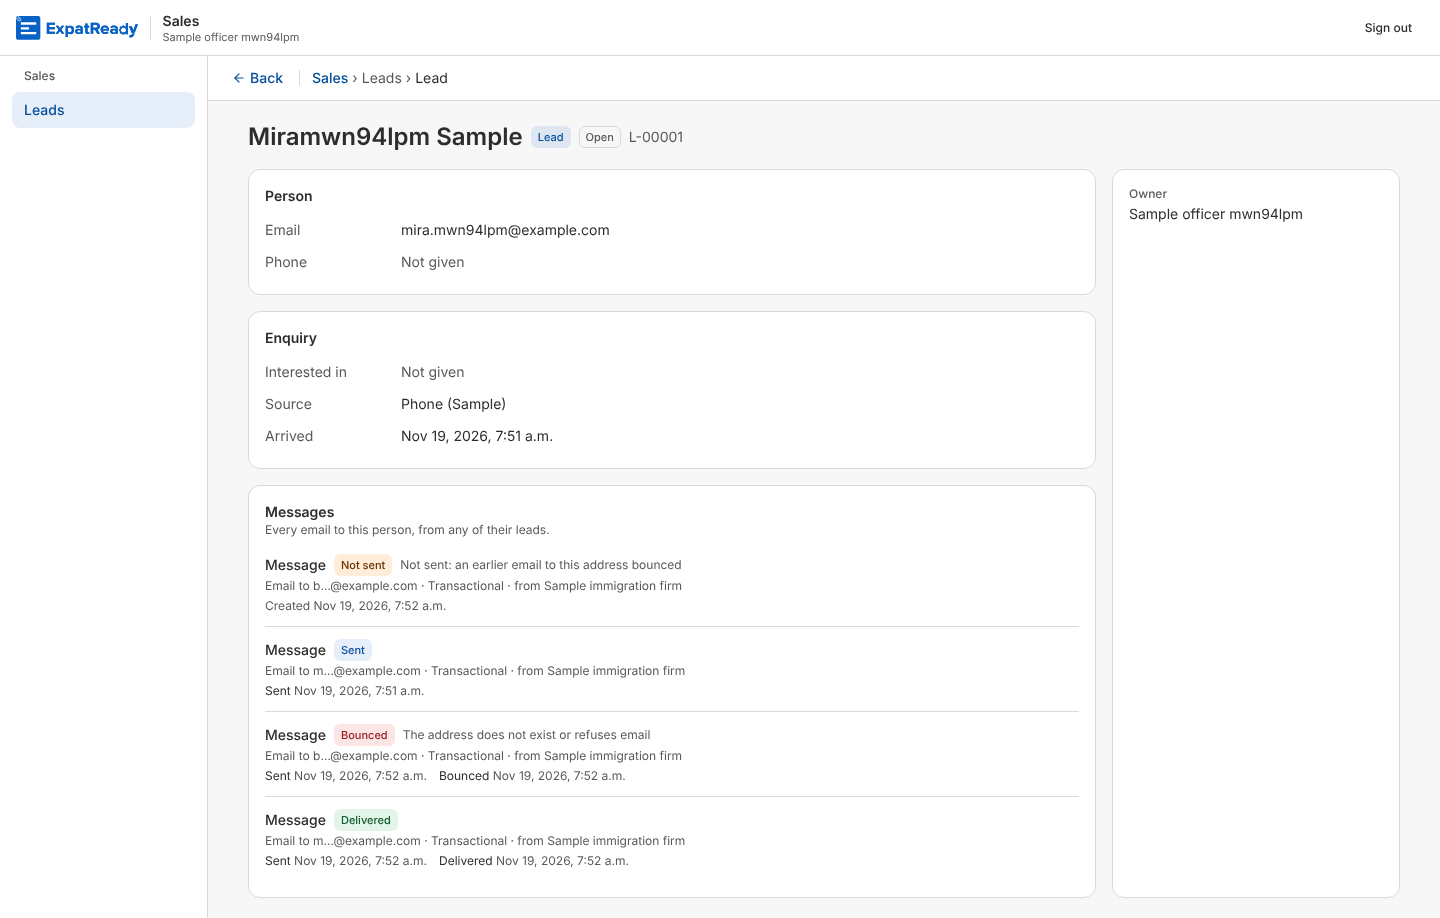 ExpatReady
Sales
Sample officer mwn94lpm
Sign out
Sales
Leads
← Back
Sales › Leads › Lead
Miramwn94lpm Sample Lead Open L-00001
Person
Email mira.mwn94lpm@example.com
Phone Not given
Owner
Sample officer mwn94lpm
Enquiry
Interested in Not given
Source Phone (Sample)
Arrived Nov 19, 2026, 7:51 a.m.
Messages
Every email to this person, from any of their leads.
Message Not sent Not sent: an earlier email to this address bounced
Email to b...@example.com · Transactional · from Sample immigration firm
Created Nov 19, 2026, 7:52 a.m.
Message Sent
Email to m...@example.com · Transactional · from Sample immigration firm
Sent Nov 19, 2026, 7:51 a.m.
Message Bounced The address does not exist or refuses email
Email to b...@example.com · Transactional · from Sample immigration firm
Sent Nov 19, 2026, 7:52 a.m. Bounced Nov 19, 2026, 7:52 a.m.
Message Delivered
Email to m...@example.com · Transactional · from Sample immigration firm
Sent Nov 19, 2026, 7:52 a.m. Delivered Nov 19, 2026, 7:52 a.m.